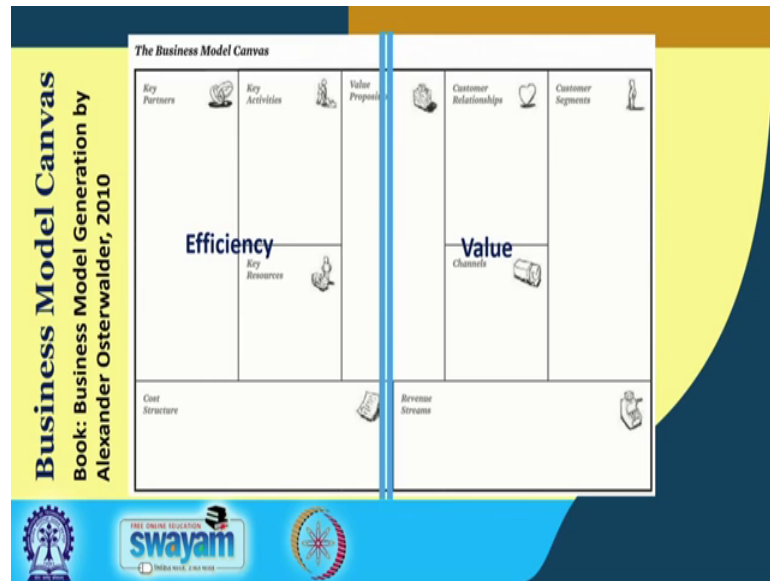 Business Model Canvas
Book: Business Model Generation by
Alexander Osterwalder, 2010
The Business Model Canvas
Key
Partners
Key
Activities
Value
Customer
Relationships
Customer
Segments
Efficiency
Value
Key
Resources
Channels
Cost
Structure
Revenue
Streams
FREE ONLINE EDUCATION
swayam